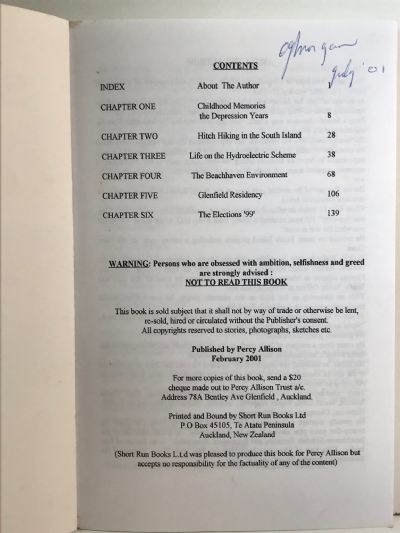 July '01
CONTENTS
INDEX About The Author 1
CHAPTER ONE Childhood Memories
the Depression Years 8
CHAPTER TWO Hitch Hiking in the South Island 28
CHAPTER THREE Life on the Hydroelectric Scheme 38
CHAPTER FOUR The Beachhaven Environment 68
CHAPTER FIVE Glenfield Residency 106
CHAPTER SIX The Elections '99' 139
WARNING: Persons who are obsessed with ambition, selfishness and greed
are strongly advised :
NOT TO READ THIS BOOK
This book is sold subject that it shall not by way of trade or otherwise be lent,
re-sold, hired or circulated without the Publisher's consent.
All copyrights reserved to stories, photographs, sketches etc.
Published by Percy Allison
February 2001
For more copies of this book, send a $20
cheque made out to Percy Allison Trust a/c.
Address 78A Bentley Ave Glenfield , Auckland.
Printed and Bound by Short Run Books Ltd
P.O Box 45105, Te Atatu Peninsula
Auckland, New Zealand
(Short Run Books L.t.d was pleased to produce this book for Percy Allison but
accepts no responsibility for the factuality of any of the content)